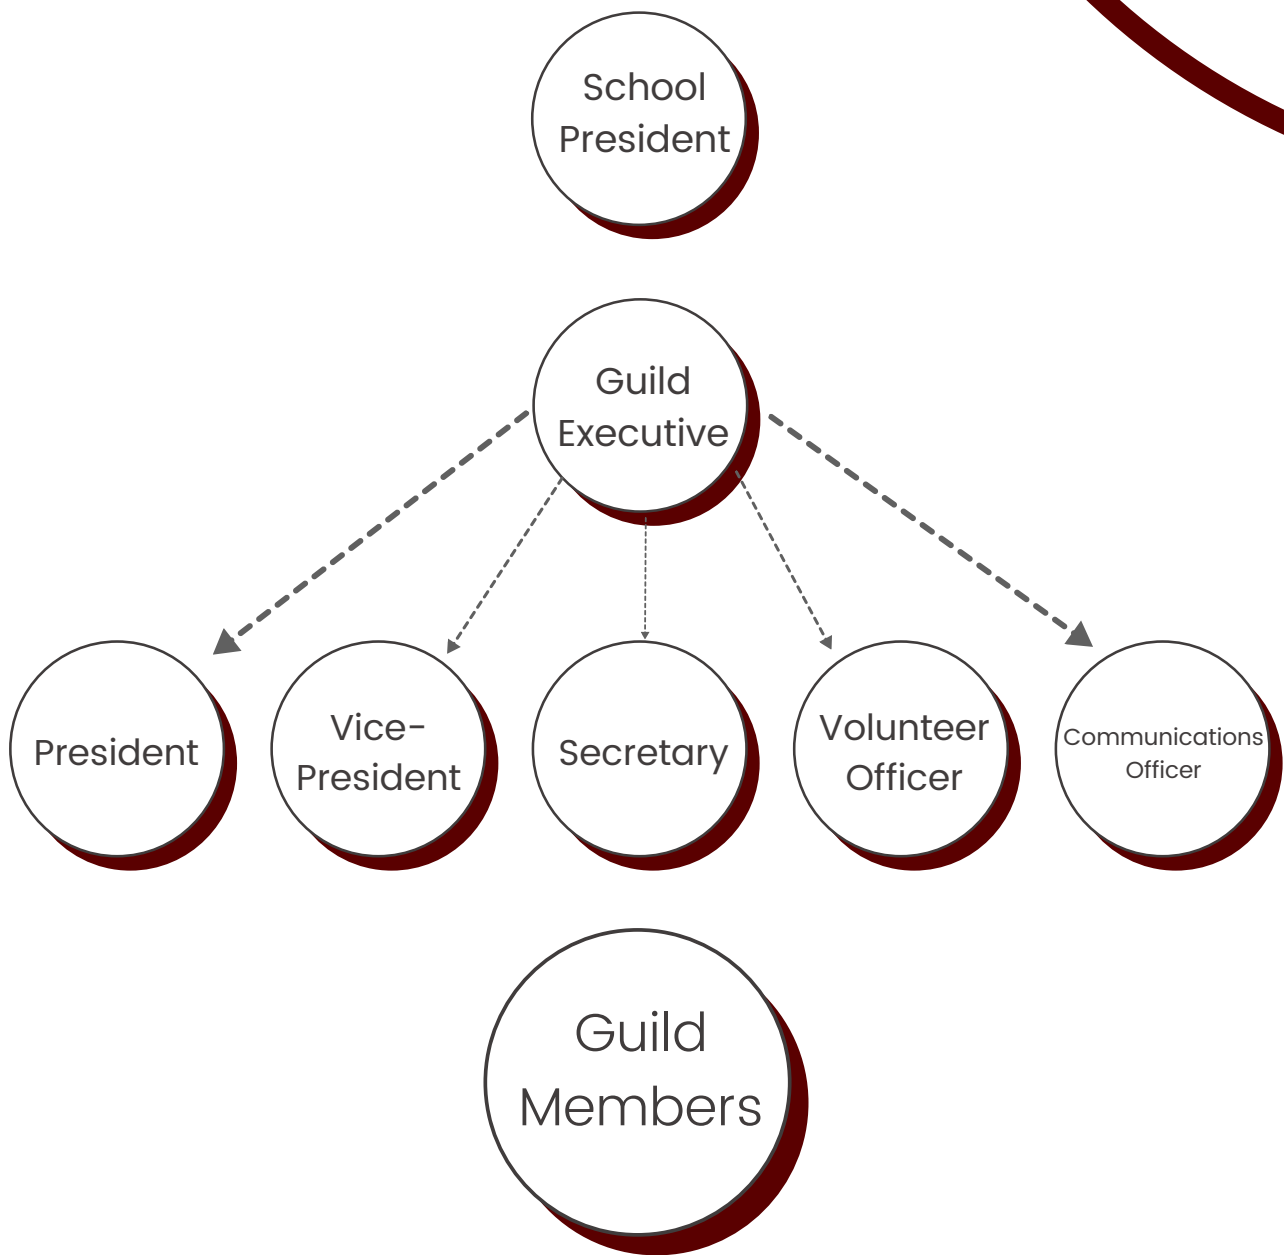 School
President
Guild
Executive
President
Vice-
President
Secretary
Volunteer
Officer
Communications
Officer
Guild
Members